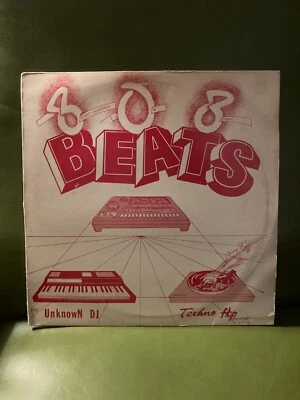 808
BEATS
UnknowN DJ
Techno Hop